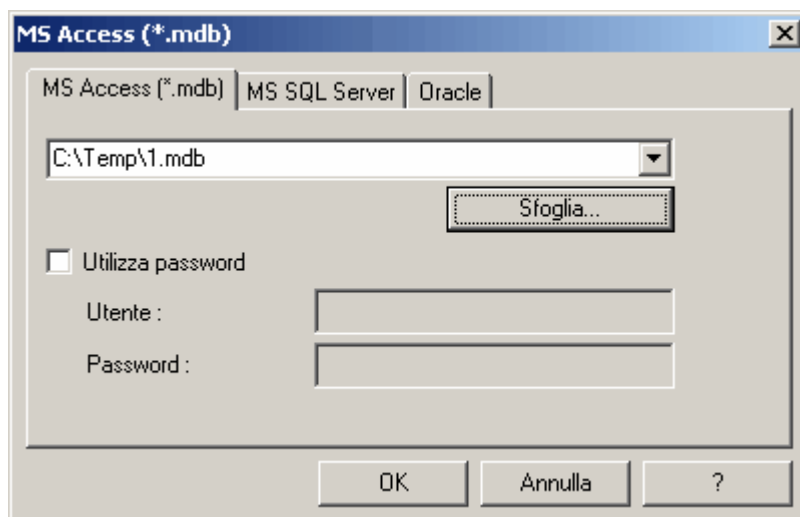 MS Access (*.mdb)
MS Access (*.mdb) MS SQL Server Oracle
C:\Temp\1.mdb
Sfoglia...
Utilizza password
Utente :
Password :
OK Annulla ?